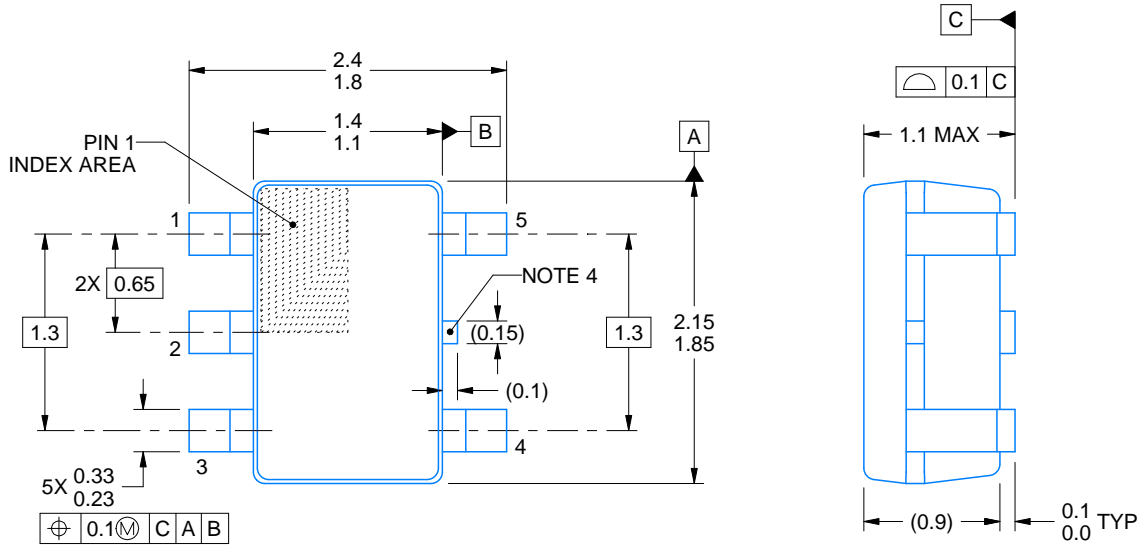 C
2.4
1.8
0.1 C
1.4
1.1
B
A
1.1 MAX
PIN 1
INDEX AREA
1
5
2X 0.65
NOTE 4
1.3
2
(0.15)
1.3
2.15
1.85
(0.1)
3
4
5X 0.33
0.23
0.1 Ⓜ C A B
(0.9)
0.1
0.0 TYP